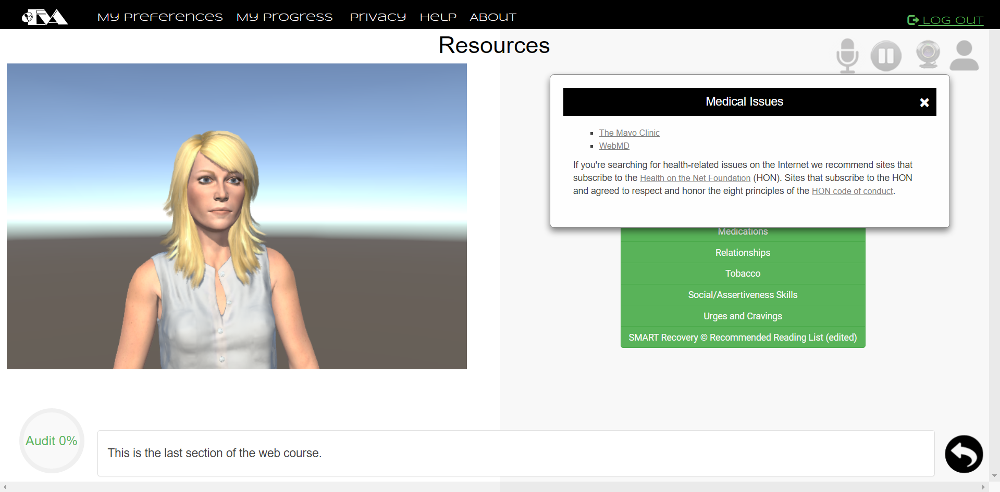 eEVA
My Preferences My Progress Privacy Help About
LOG OUT
Resources
Medical Issues
The Mayo Clinic
WebMD
If you're searching for health-related issues on the Internet we recommend sites that
subscribe to the Health on the Net Foundation (HON). Sites that subscribe to the HON
and agreed to respect and honor the eight principles of the HON code of conduct.
Medications
Relationships
Tobacco
Social/Assertiveness Skills
Urges and Cravings
SMART Recovery © Recommended Reading List (edited)
Audit 0%
This is the last section of the web course.